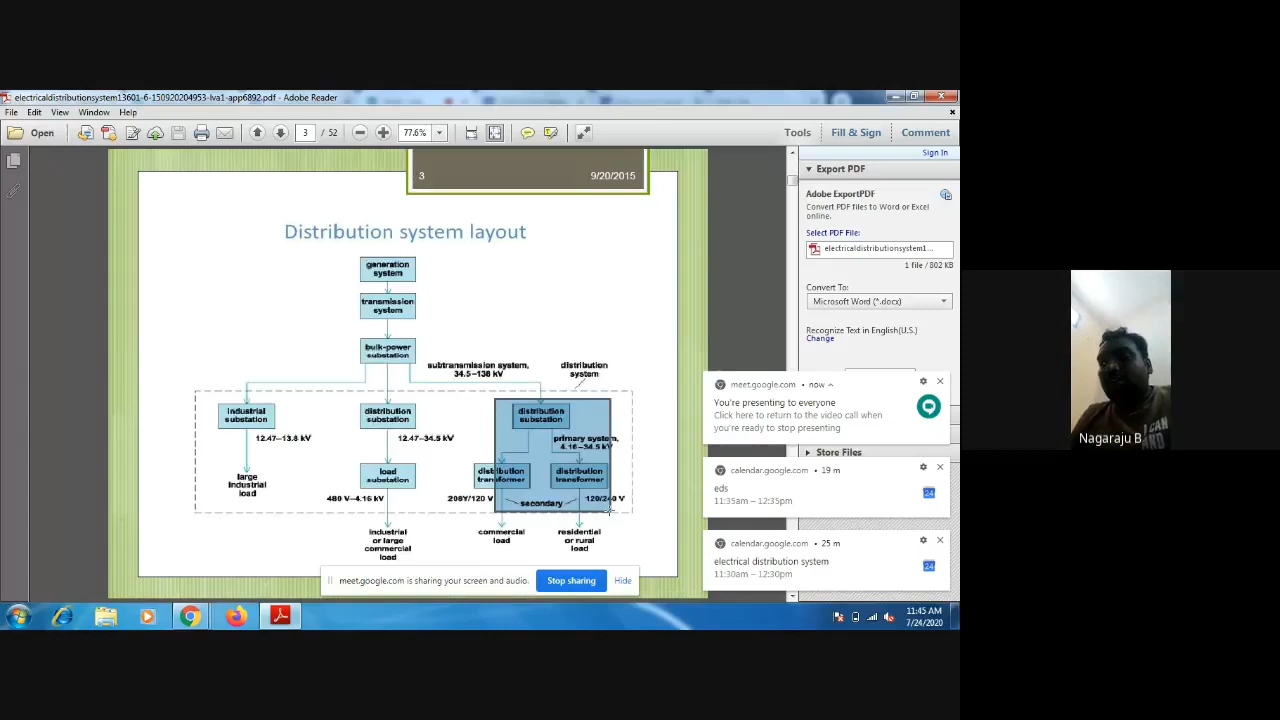 electricaldistributionsystem13601-6-150920204953-lva1-app6892.pdf - Adobe Reader
File Edit View Window Help
Open 3 / 52 77.6% Tools Fill & Sign Comment
Sign In
3 9/20/2015
Distribution system layout
generation
system
transmission
system
bulk-power
substation
subtransmission system,
34.5–138 kV
distribution
system
industrial
substation
distribution
substation
distribution
substation
12.47–13.8 kV
12.47–34.5 kV
primary system,
4.16–34.5 kV
large
industrial
load
load
substation
distribution
transformer
distribution
transformer
480 V–4.16 kV
208Y/120 V
secondary
120/240 V
industrial
or large
commercial
load
commercial
load
residential
or rural
load
Export PDF
Adobe ExportPDF
Convert PDF files to Word or Excel
online.
Select PDF File:
electricaldistributionsystem1...
1 file / 802 KB
Convert To:
Microsoft Word (*.docx)
Recognize Text in English(U.S.)
Change
meet.google.com • now
You're presenting to everyone
Click here to return to the video call when
you're ready to stop presenting
Store Files
calendar.google.com • 19 m
eds
11:35am – 12:35pm
calendar.google.com • 25 m
electrical distribution system
11:30am – 12:30pm
meet.google.com is sharing your screen and audio. Stop sharing Hide
11:45 AM
7/24/2020
I CAN
AND
Nagaraju B